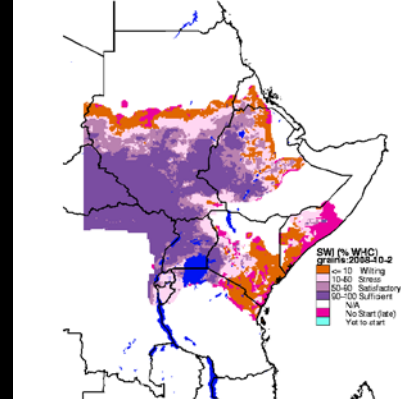 SWI (% WHC)
grains:2008-10-2
<= 10 Wilting
10-50 Stress
50-90 Satisfactory
90-100 Sufficient
N/A
No Start (late)
Yet to start